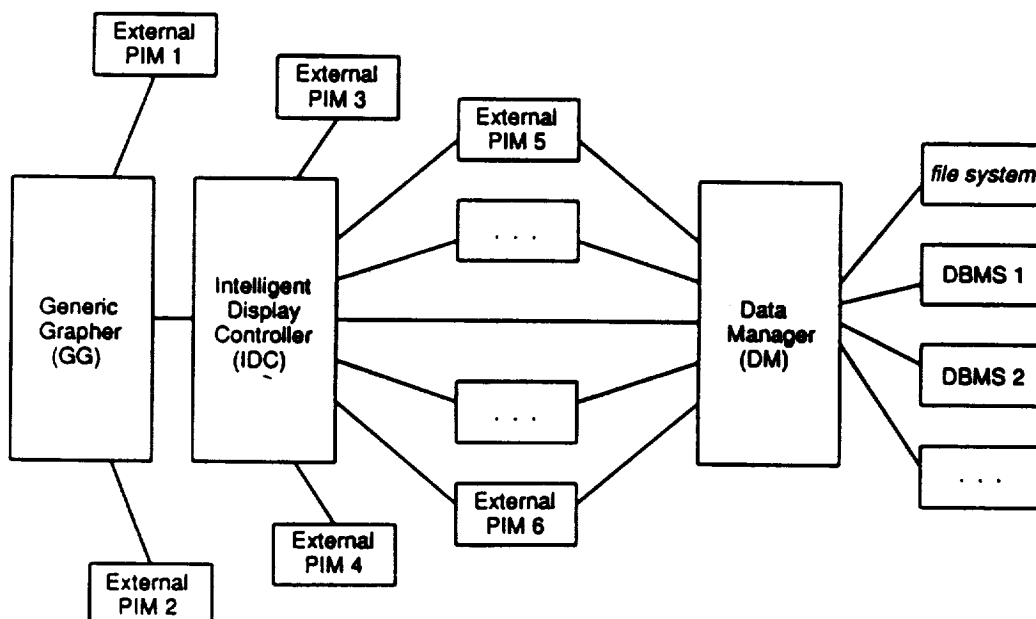 External
PIM 1
External
PIM 3
External
PIM 5
file system
. . .
DBMS 1
Generic
Grapher
(GG)
Intelligent
Display
Controller
(IDC)
Data
Manager
(DM)
DBMS 2
. . .
. . .
External
PIM 6
External
PIM 4
External
PIM 2